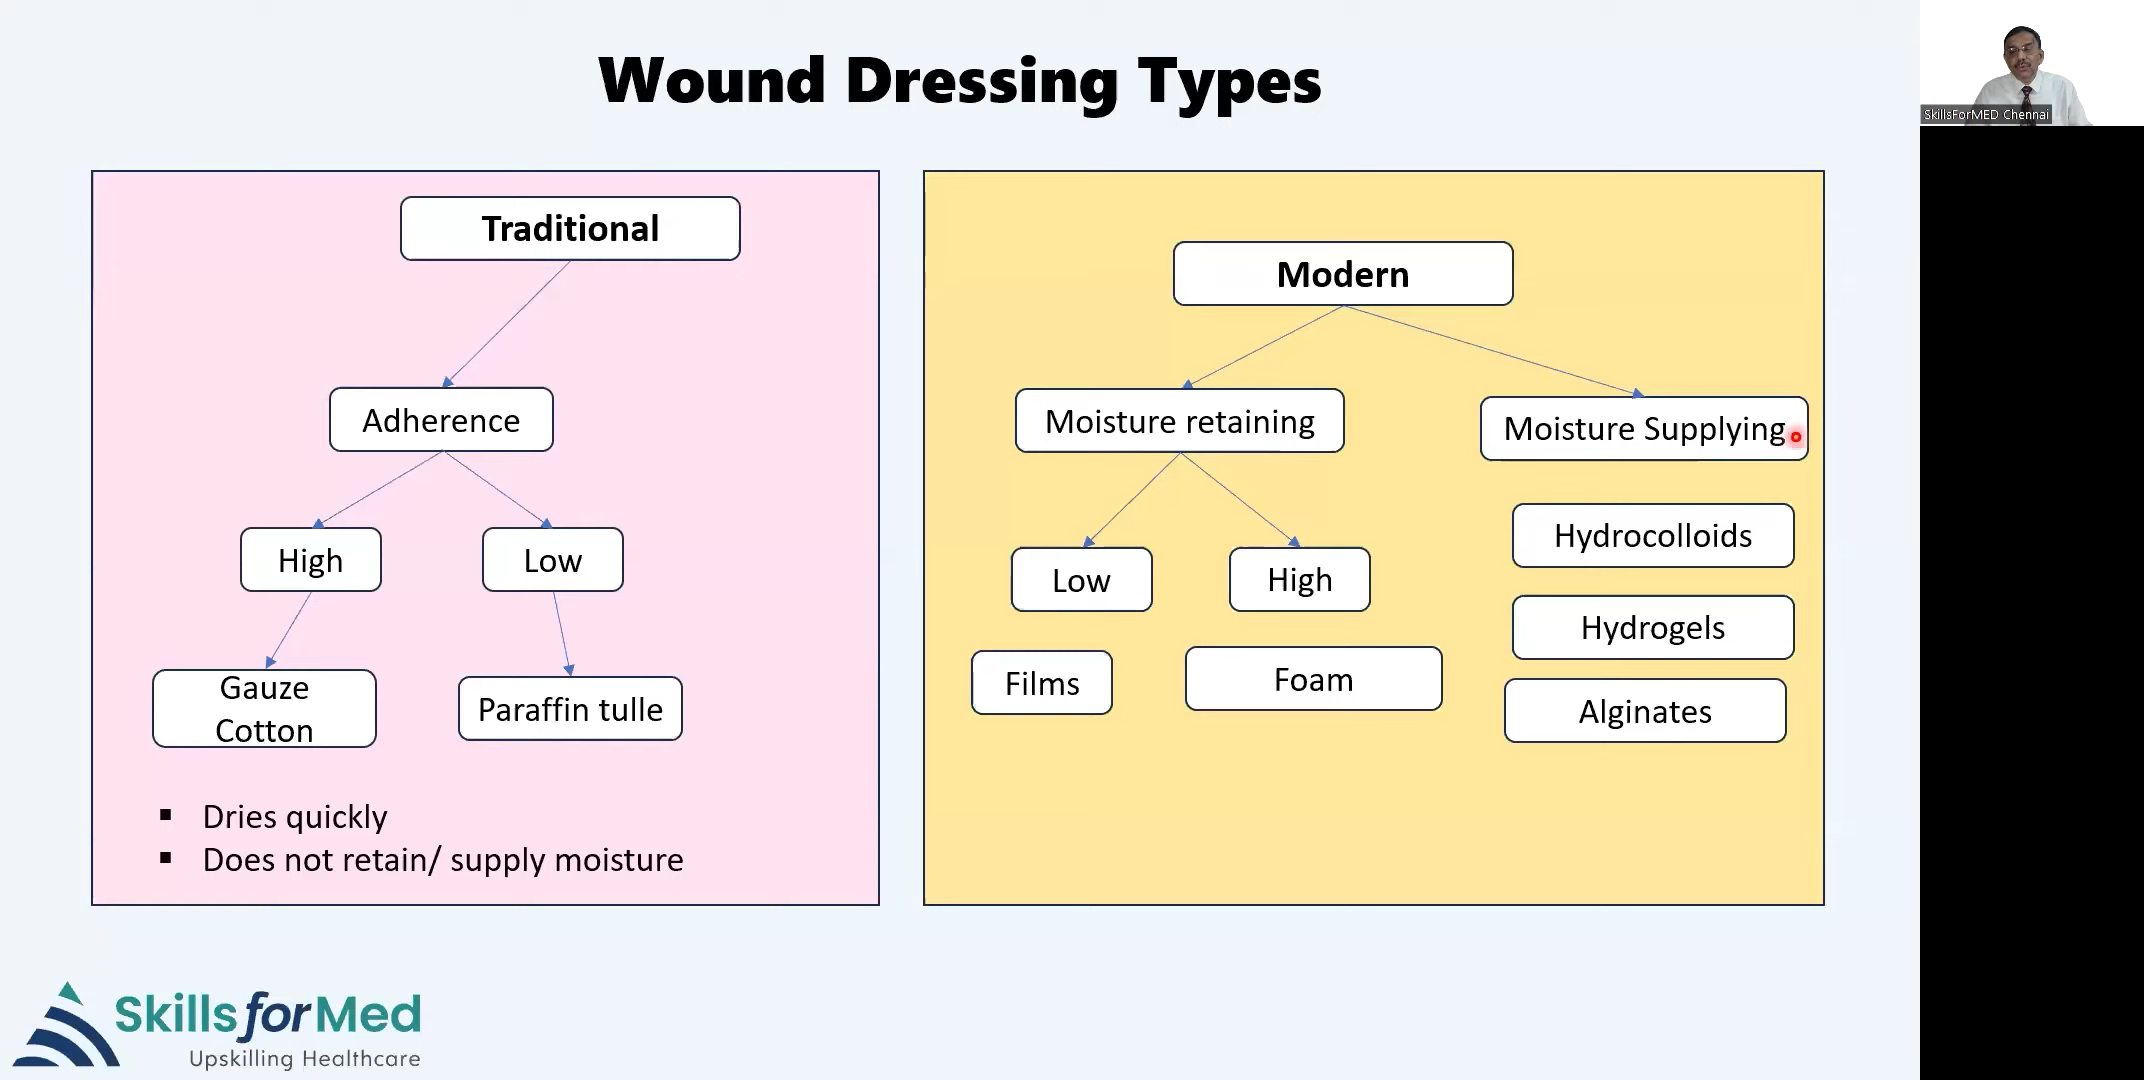 Wound Dressing Types
SkillsForMED Chennai
Traditional
Adherence
High
Low
Gauze
Cotton
Paraffin tulle
▪ Dries quickly
▪ Does not retain/ supply moisture
Modern
Moisture retaining
Moisture Supplying
Low
High
Films
Foam
Hydrocolloids
Hydrogels
Alginates
SkillsforMed
Upskilling Healthcare